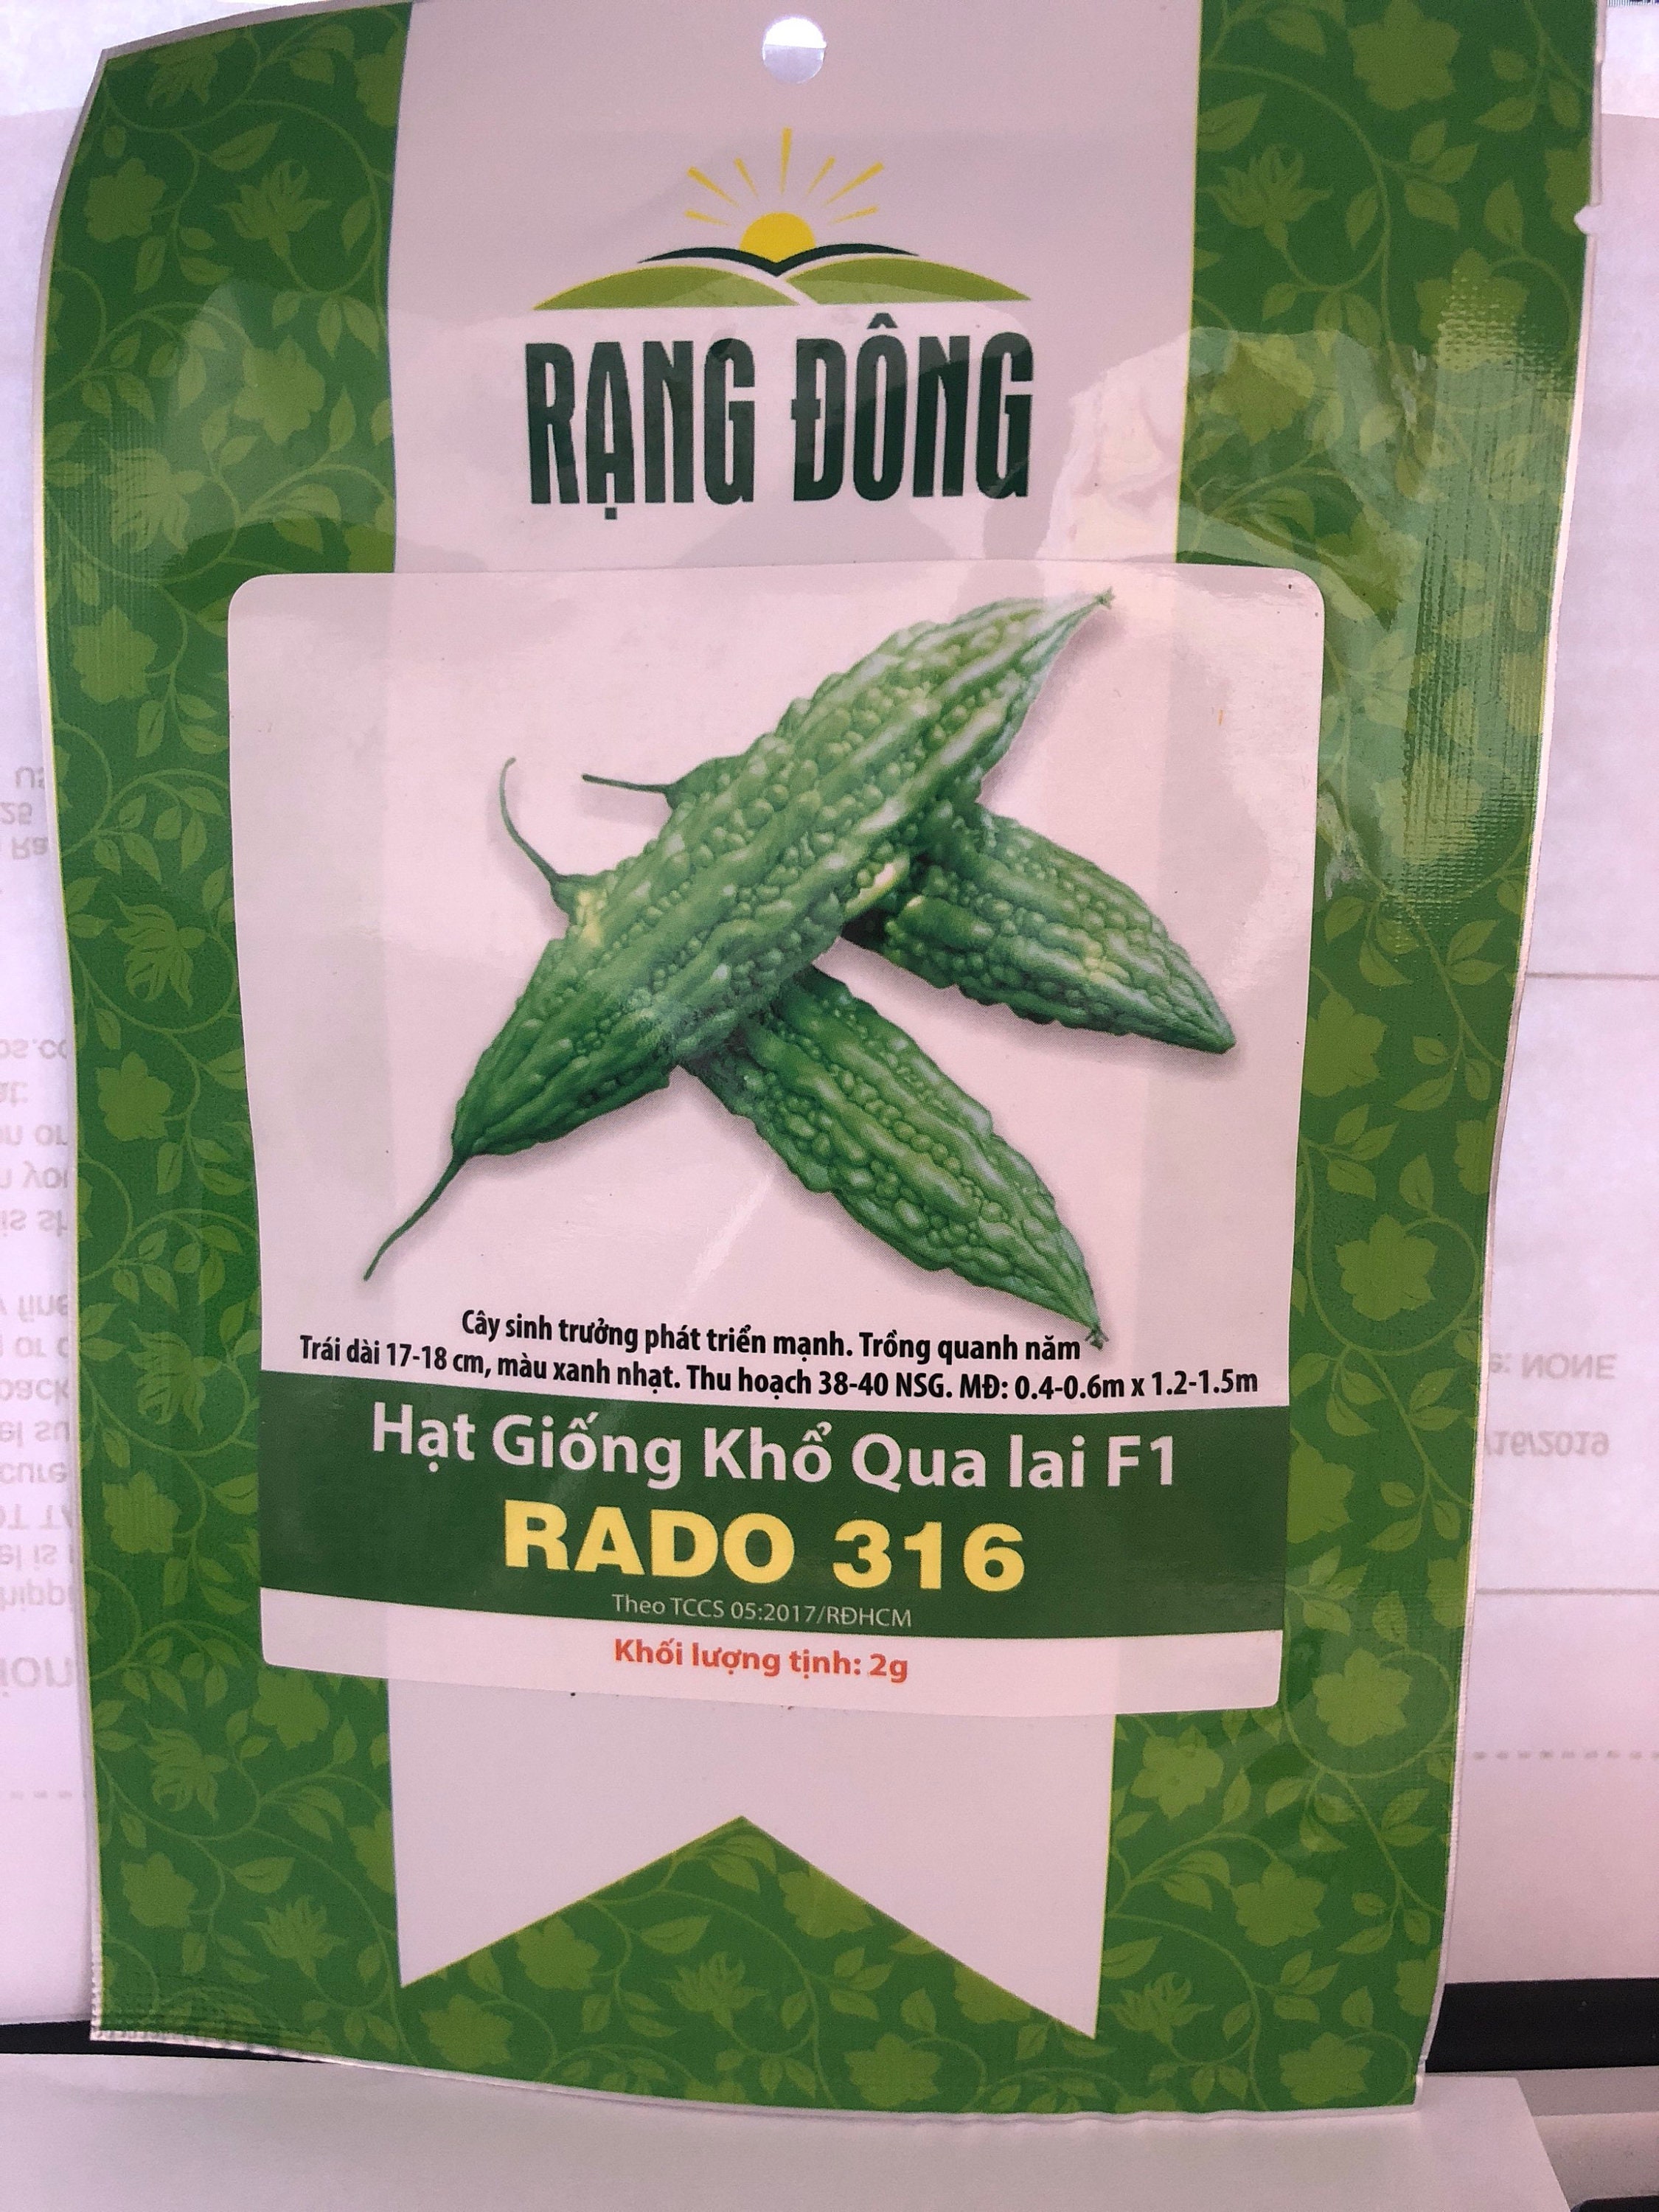 RẠNG ĐÔNG
Cây sinh trưởng phát triển mạnh. Trồng quanh năm
Trái dài 17-18 cm, màu xanh nhạt. Thu hoạch 38-40 NSG. MĐ: 0.4-0.6m x 1.2-1.5m
Hạt Giống Khổ Qua lai F1
RADO 316
Theo TCCS 05:2017/RĐHCM
Khối lượng tịnh: 2g
NONE